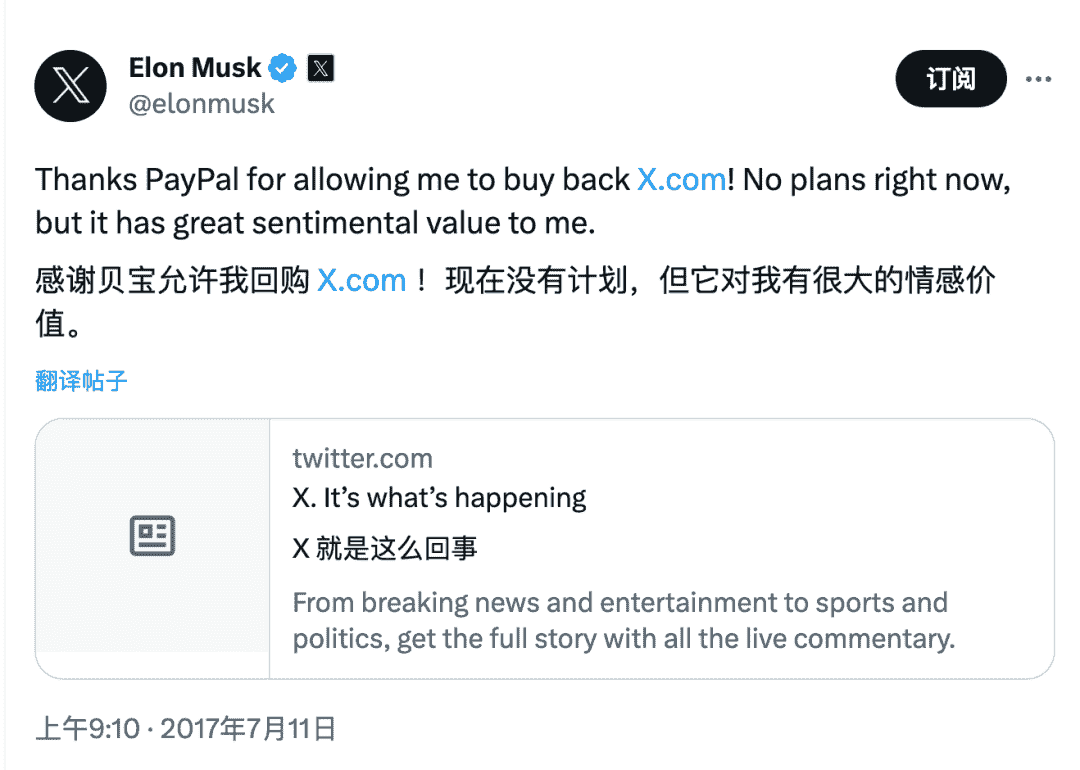 Elon Musk
@elonmusk
订阅
Thanks PayPal for allowing me to buy back X.com! No plans right now,
but it has great sentimental value to me.
感谢贝宝允许我回购 X.com ！ 现在没有计划，但它对我有很大的情感价
值。
翻译帖子
twitter.com
X. It’s what’s happening
X 就是这么回事
From breaking news and entertainment to sports and
politics, get the full story with all the live commentary.
上午9:10 · 2017年7月11日